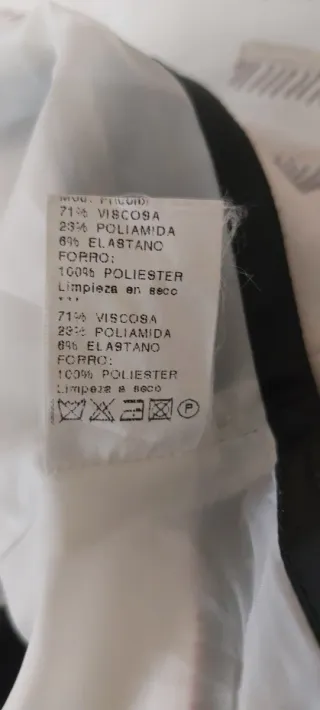 71% VISCOSA
23% POLIAMIDA
6% ELASTANO
FORRO:
100% POLIESTER
Limpieza en seco
***
71% VISCOSA
23% POLIAMIDA
6% ELASTANO
FORRO:
100% POLIESTER
Limpeza a seco
P